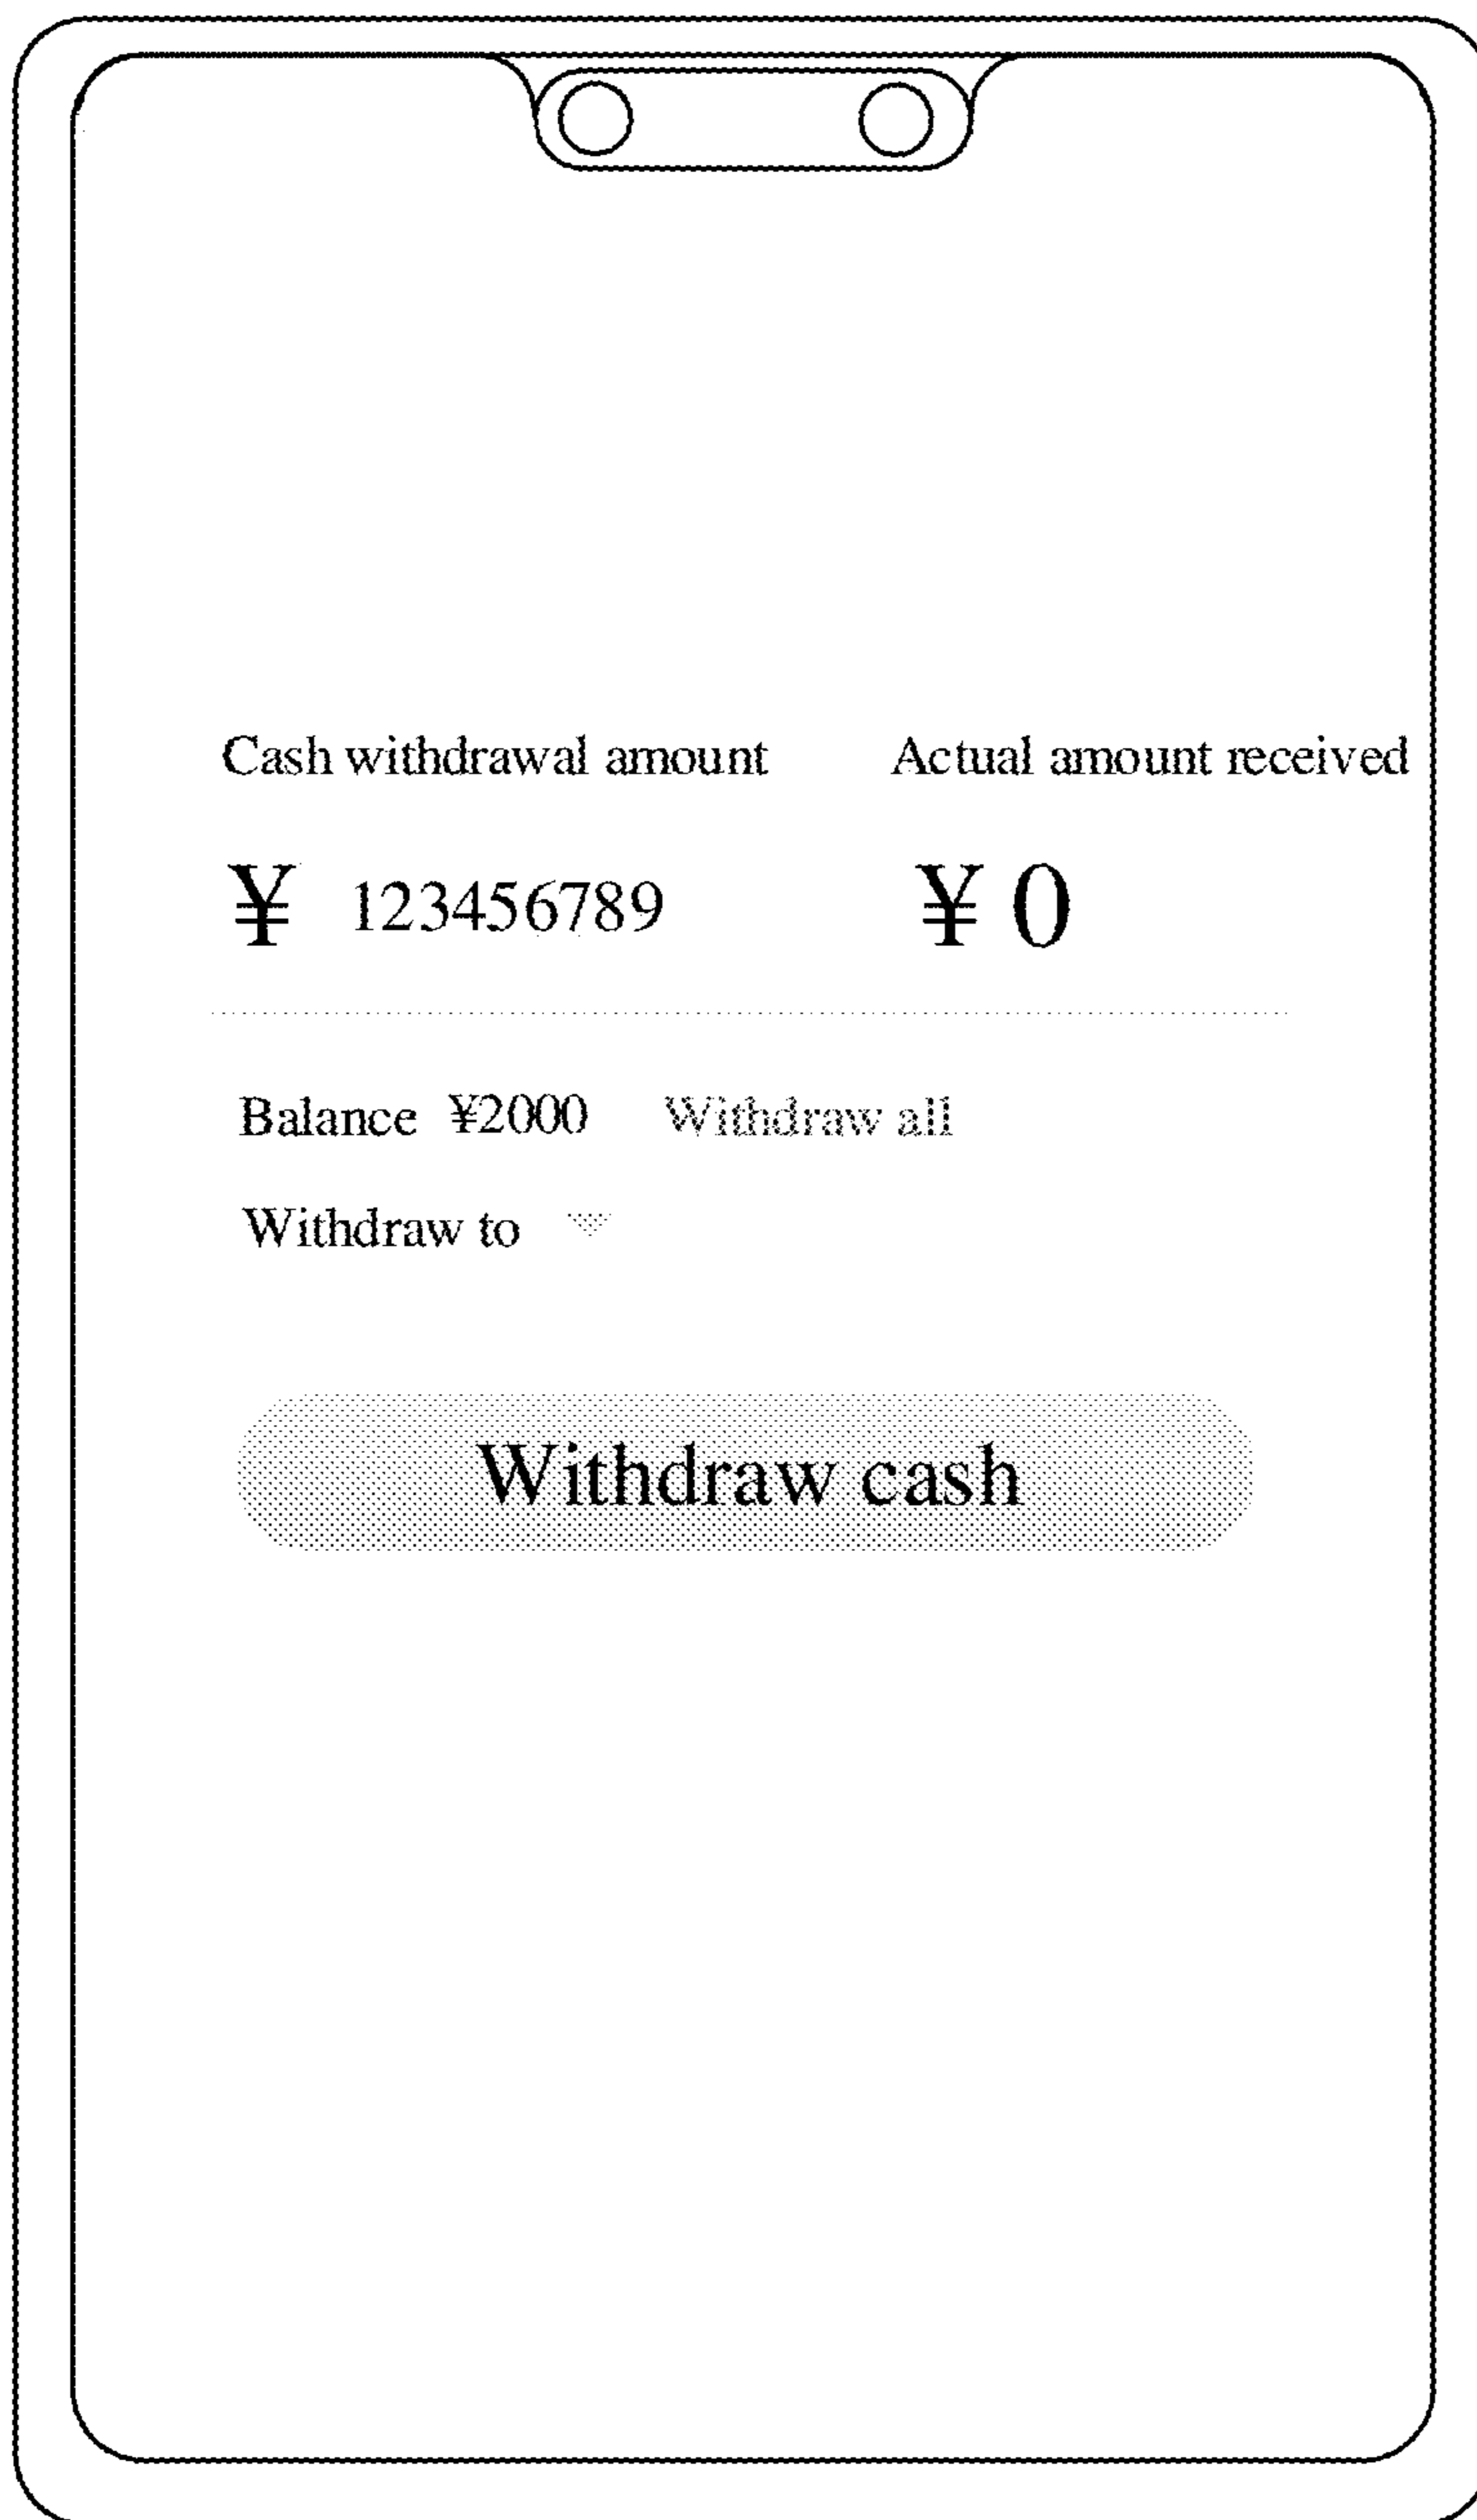 Cash withdrawal amount Actual amount received
¥ 123456789 ¥ 0
Balance ¥2000 Withdraw all
Withdraw to
Withdraw cash